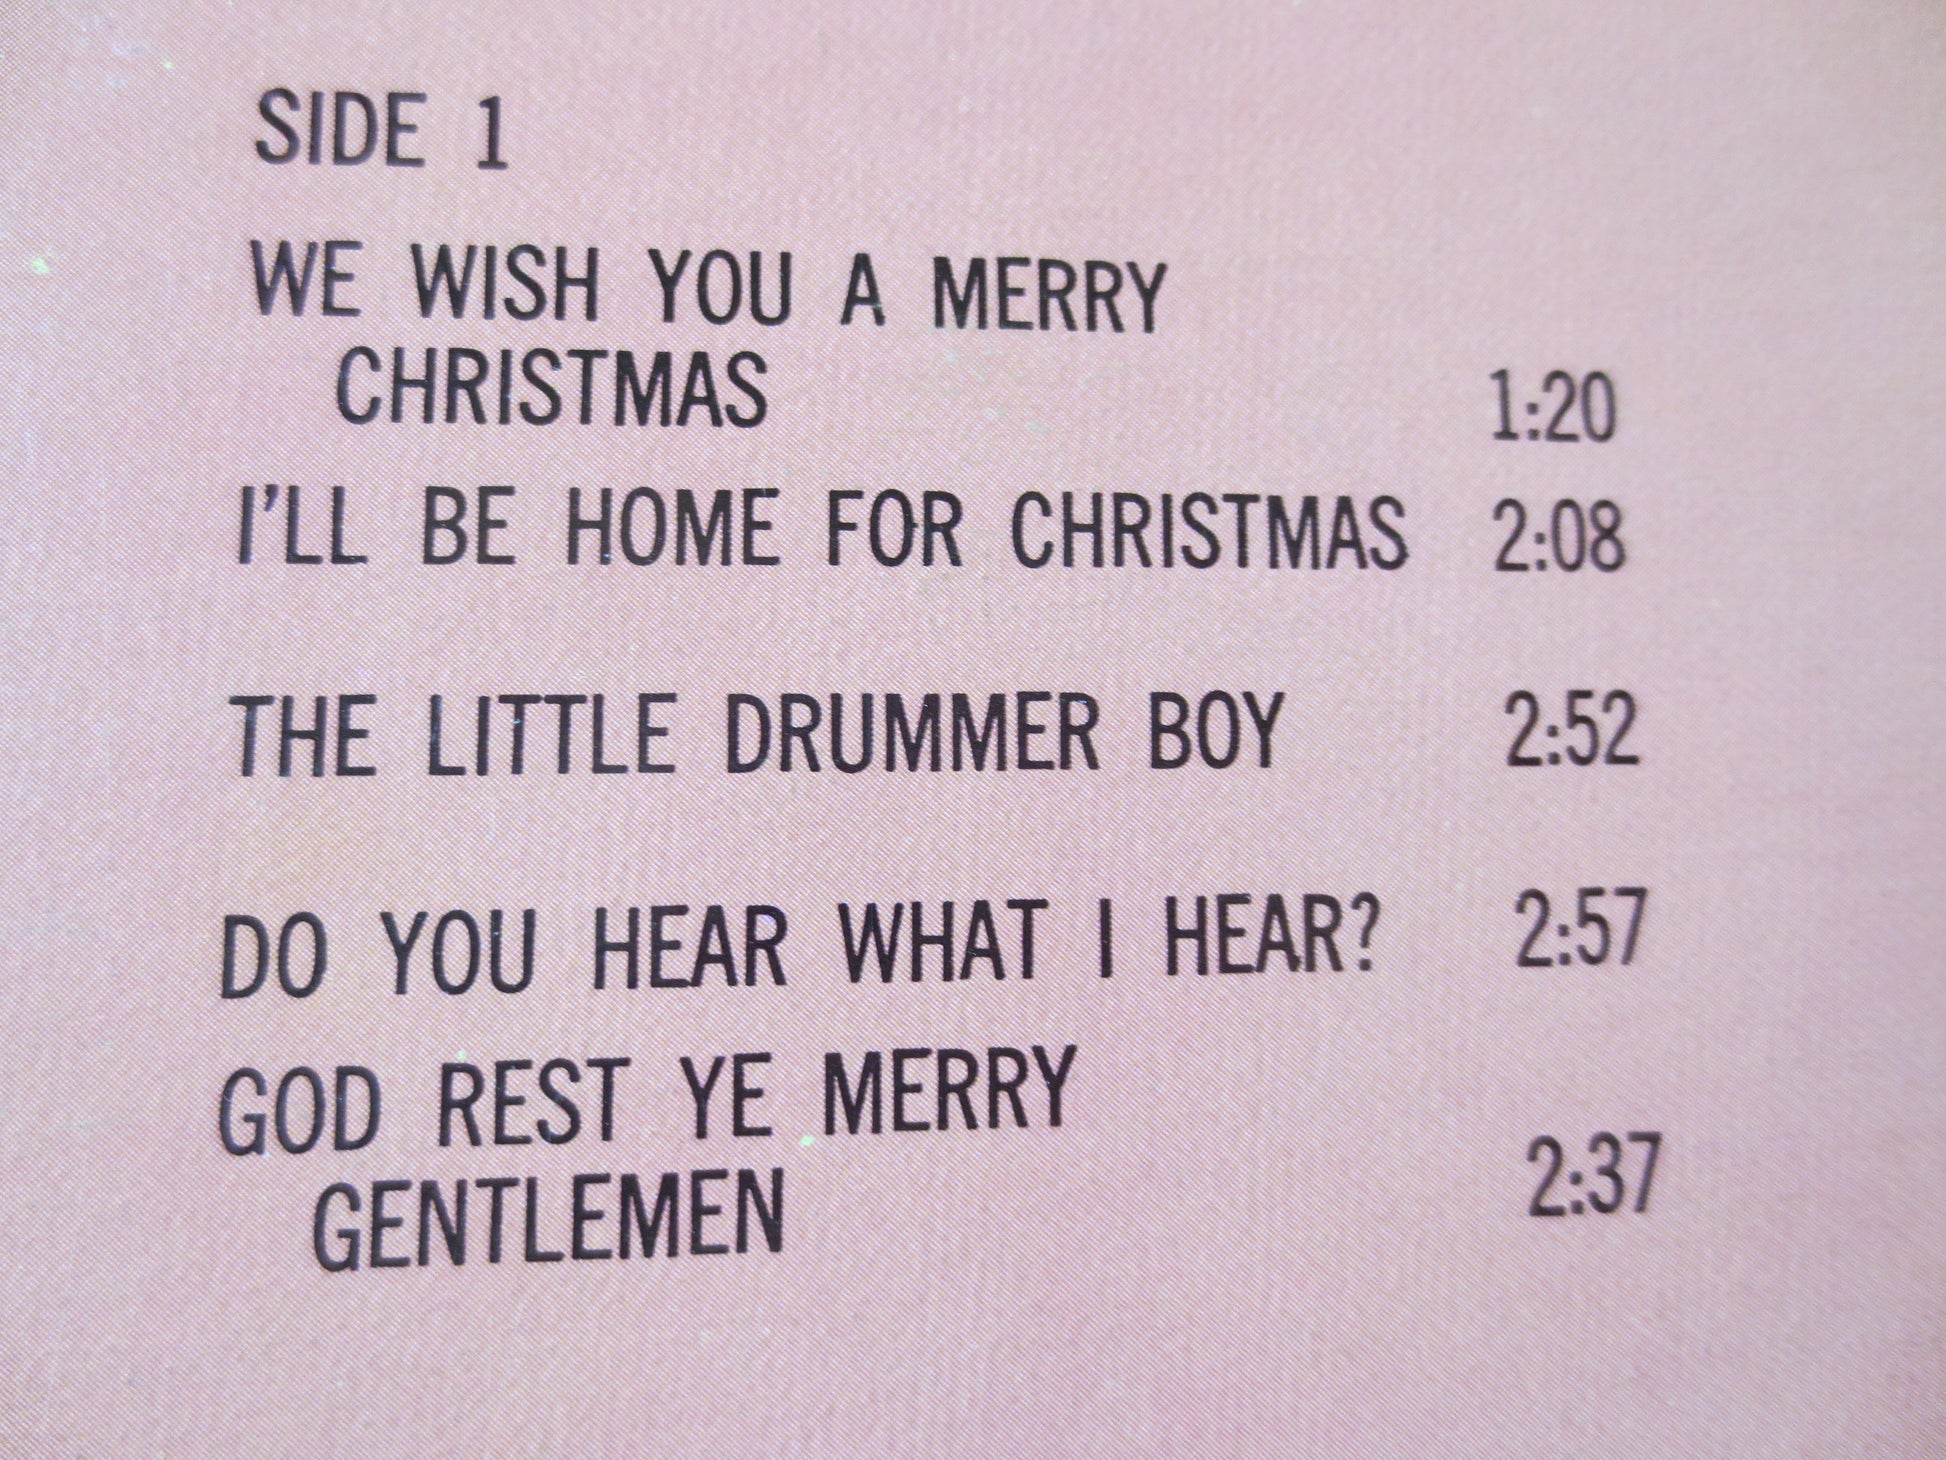 SIDE 1
WE WISH YOU A MERRY
CHRISTMAS 1:20
I'LL BE HOME FOR CHRISTMAS 2:08
THE LITTLE DRUMMER BOY 2:52
DO YOU HEAR WHAT I HEAR? 2:57
GOD REST YE MERRY
GENTLEMEN 2:37